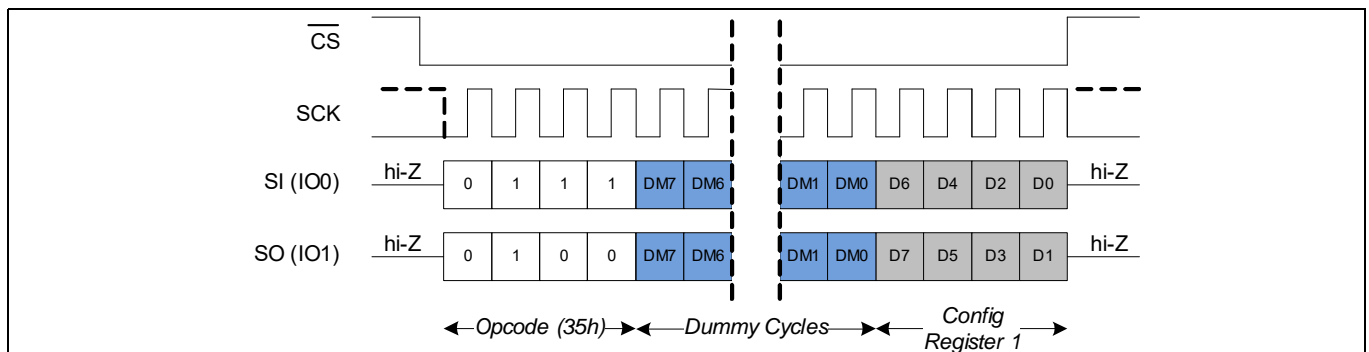 CS
SCK
SI (IO0) hi-Z 0 1 1 1 DM7 DM6 DM1 DM0 D6 D4 D2 D0 hi-Z
SO (IO1) hi-Z 0 1 0 0 DM7 DM6 DM1 DM0 D7 D5 D3 D1 hi-Z
Opcode (35h) Dummy Cycles Config
Register 1